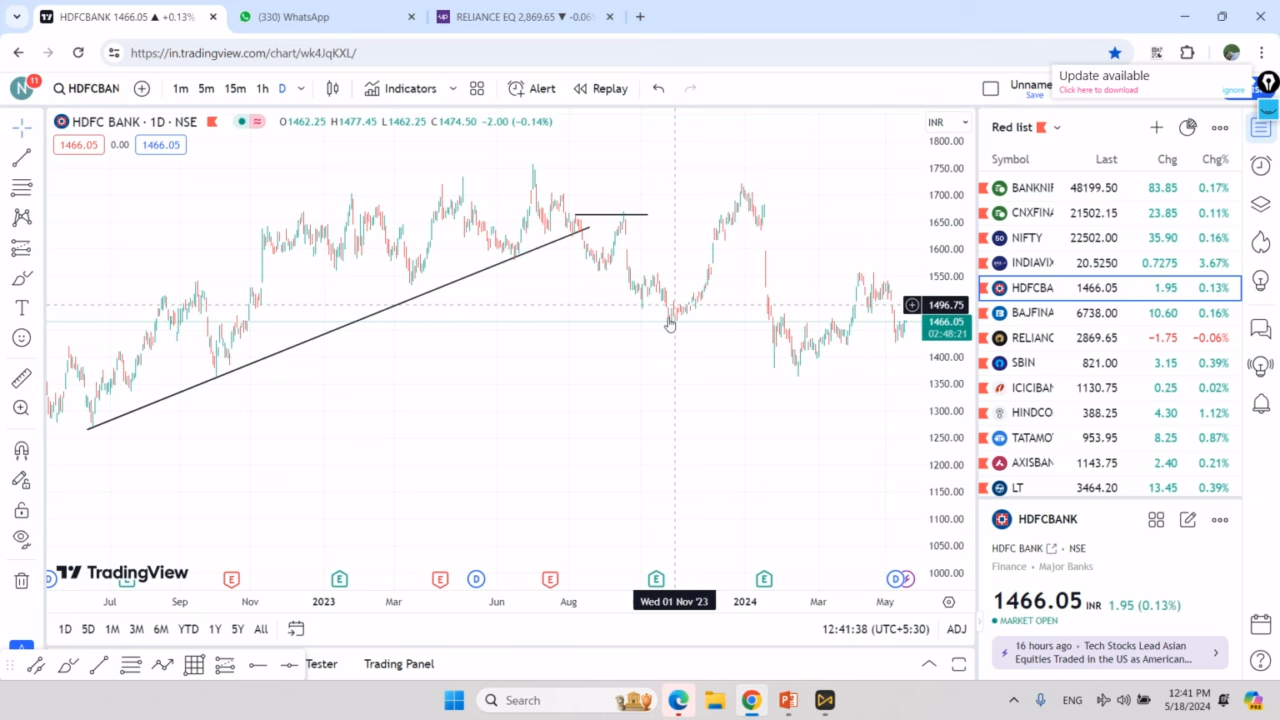 HDFCBANK 1466.05 ▲ +0.13%
(330) WhatsApp
RELIANCE EQ 2,869.65 ▼ -0.06%
https://in.tradingview.com/chart/wk4JqKXL/
Update available
Click here to download
ignore
N 11
HDFCBAN
1m 5m 15m 1h D
Indicators
Alert
Replay
Unname
Save
HDFC BANK · 1D · NSE
O1462.25 H1477.45 L1462.25 C1474.50 -2.00 (-0.14%)
1466.05 0.00 1466.05
INR
1800.00
1750.00
1700.00
1650.00
1600.00
1550.00
1496.75
1466.05
02:48:21
1400.00
1350.00
1300.00
1250.00
1200.00
1150.00
1100.00
1050.00
1000.00
TradingView
D E E E E D E E E D
Jul Sep Nov 2023 Mar Jun Aug Wed 01 Nov '23 2024 Mar May
1D 5D 1M 3M 6M YTD 1Y 5Y All
12:41:38 (UTC+5:30) ADJ
Tester
Trading Panel
Red list
Symbol Last Chg Chg%
BANKNIF 48199.50 83.85 0.17%
CNXFINA 21502.15 23.85 0.11%
NIFTY 22502.00 35.90 0.16%
INDIAVIX 20.5250 0.7275 3.67%
HDFCBA 1466.05 1.95 0.13%
BAJFINA 6738.00 10.60 0.16%
RELIANC 2869.65 −1.75 −0.06%
SBIN 821.00 3.15 0.39%
ICICIBAN 1130.75 0.25 0.02%
HINDCO 388.25 4.30 1.12%
TATAMO 953.95 8.25 0.87%
AXISBAN 1143.75 2.40 0.21%
LT 3464.20 13.45 0.39%
HDFCBANK
HDFC BANK · NSE
Finance · Major Banks
1466.05 INR 1.95 (0.13%)
MARKET OPEN
16 hours ago · Tech Stocks Lead Asian
Equities Traded in the US as American...
Search
ENG
12:41 PM
5/18/2024